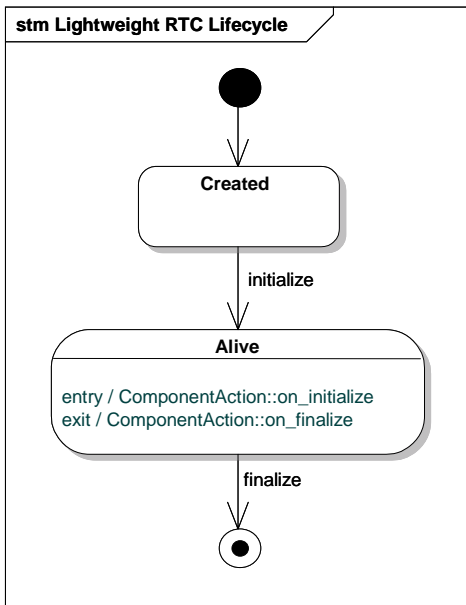 stm Lightweight RTC Lifecycle
Created
initialize
Alive
entry / ComponentAction::on_initialize
exit / ComponentAction::on_finalize
finalize